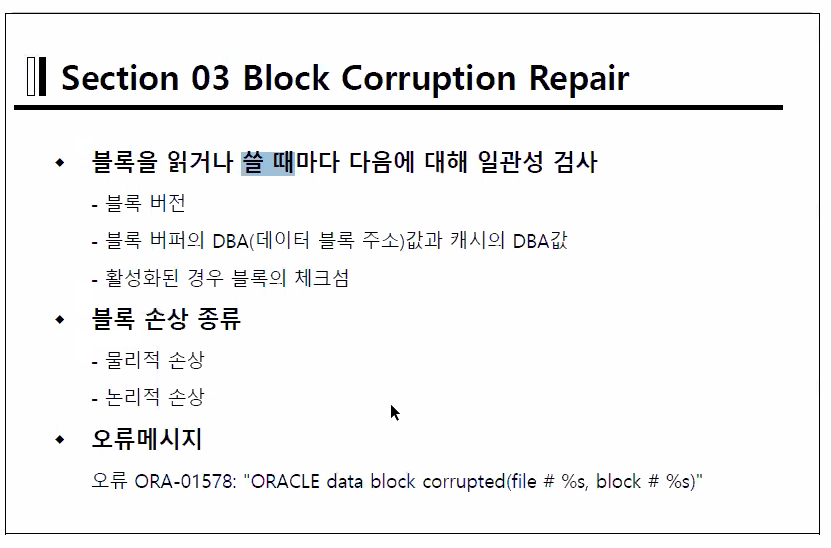 Section 03 Block Corruption Repair
◆ 블록을 읽거나 쓸 때마다 다음에 대해 일관성 검사
- 블록 버전
- 블록 버퍼의 DBA(데이터 블록 주소)값과 캐시의 DBA값
- 활성화된 경우 블록의 체크섬
◆ 블록 손상 종류
- 물리적 손상
- 논리적 손상
◆ 오류메시지
오류 ORA-01578: "ORACLE data block corrupted(file # %s, block # %s)"